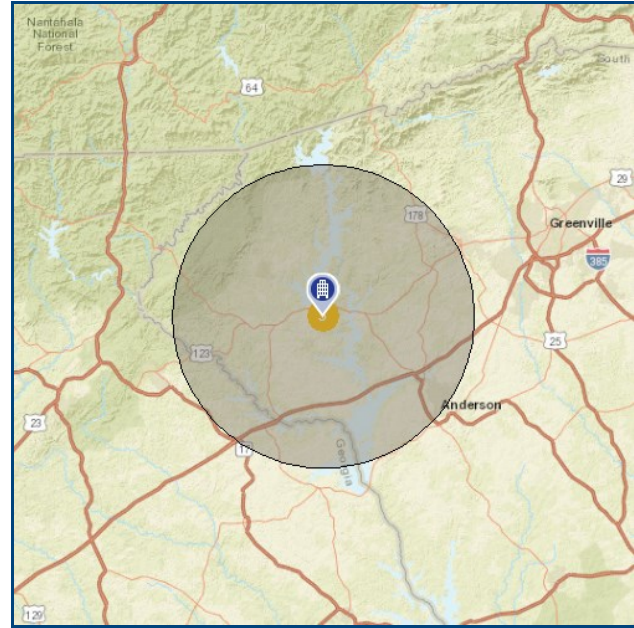 Nantahala
National
Forest
64
South
29
178
Greenville
385
123
25
Anderson
23
17
Georgia
129